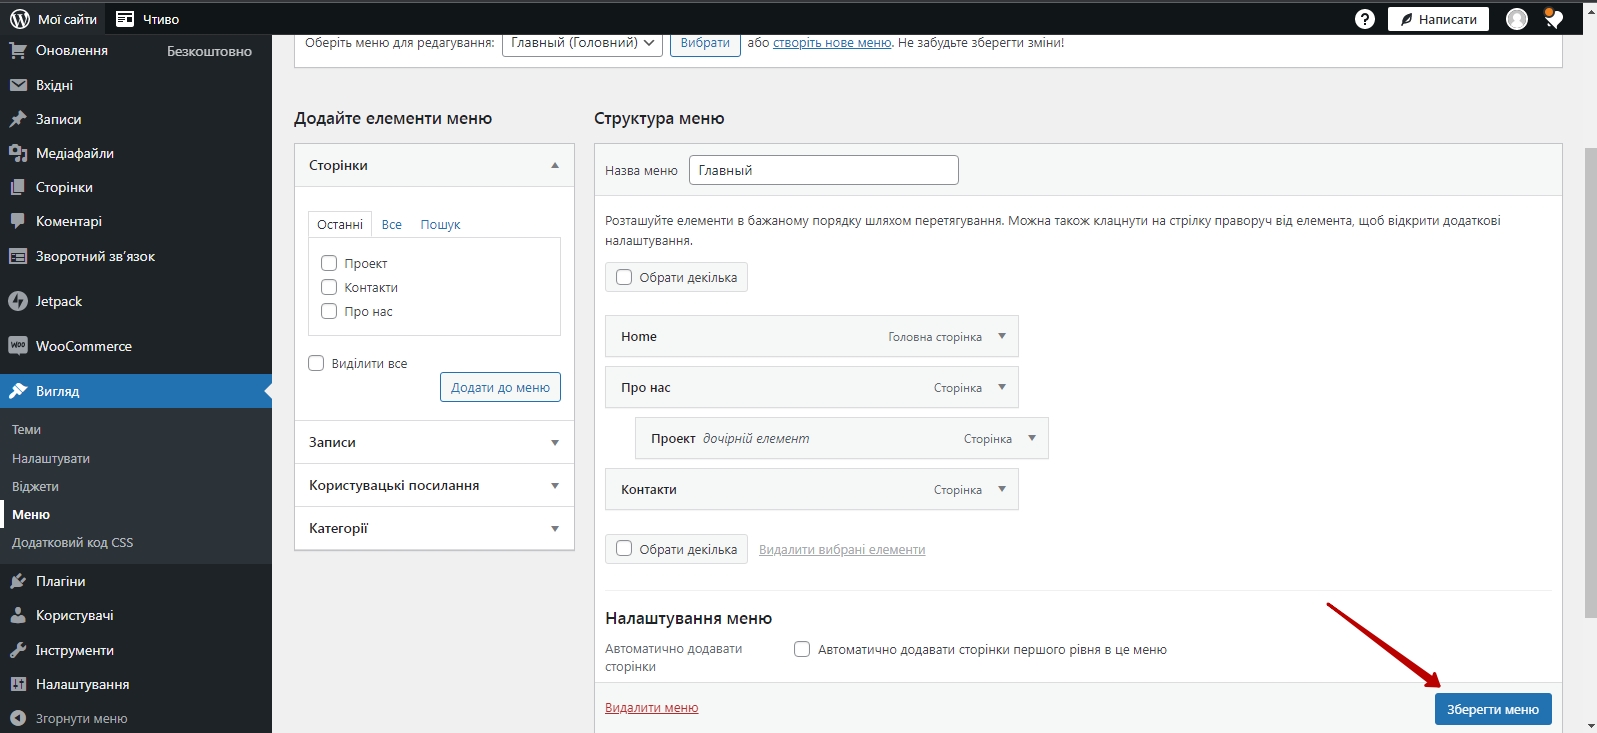 Мої сайти
Чтиво
Написати
Оновлення
Безкоштовно
Вхідні
Записи
Медіафайли
Сторінки
Коментарі
Зворотний зв’язок
Jetpack
WooCommerce
Вигляд
Теми
Налаштувати
Віджети
Меню
Додатковий код CSS
Плагіни
Користувачі
Інструменти
Налаштування
Згорнути меню
Оберіть меню для редагування: Главный (Головний) Вибрати або створіть нове меню. Не забудьте зберегти зміни!
Додайте елементи меню
Сторінки
Останні Все Пошук
Проект
Контакти
Про нас
Виділити все
Додати до меню
Записи
Користувацькі посилання
Категорії
Структура меню
Назва меню Главный
Розташуйте елементи в бажаному порядку шляхом перетягування. Можна також клацнути на стрілку праворуч від елемента, щоб відкрити додаткові
налаштування.
Обрати декілька
Home Головна сторінка
Про нас Сторінка
Проект дочірній елемент Сторінка
Контакти Сторінка
Обрати декілька Видалити вибрані елементи
Налаштування меню
Автоматично додавати
сторінки
Автоматично додавати сторінки першого рівня в це меню
Видалити меню
Зберегти меню